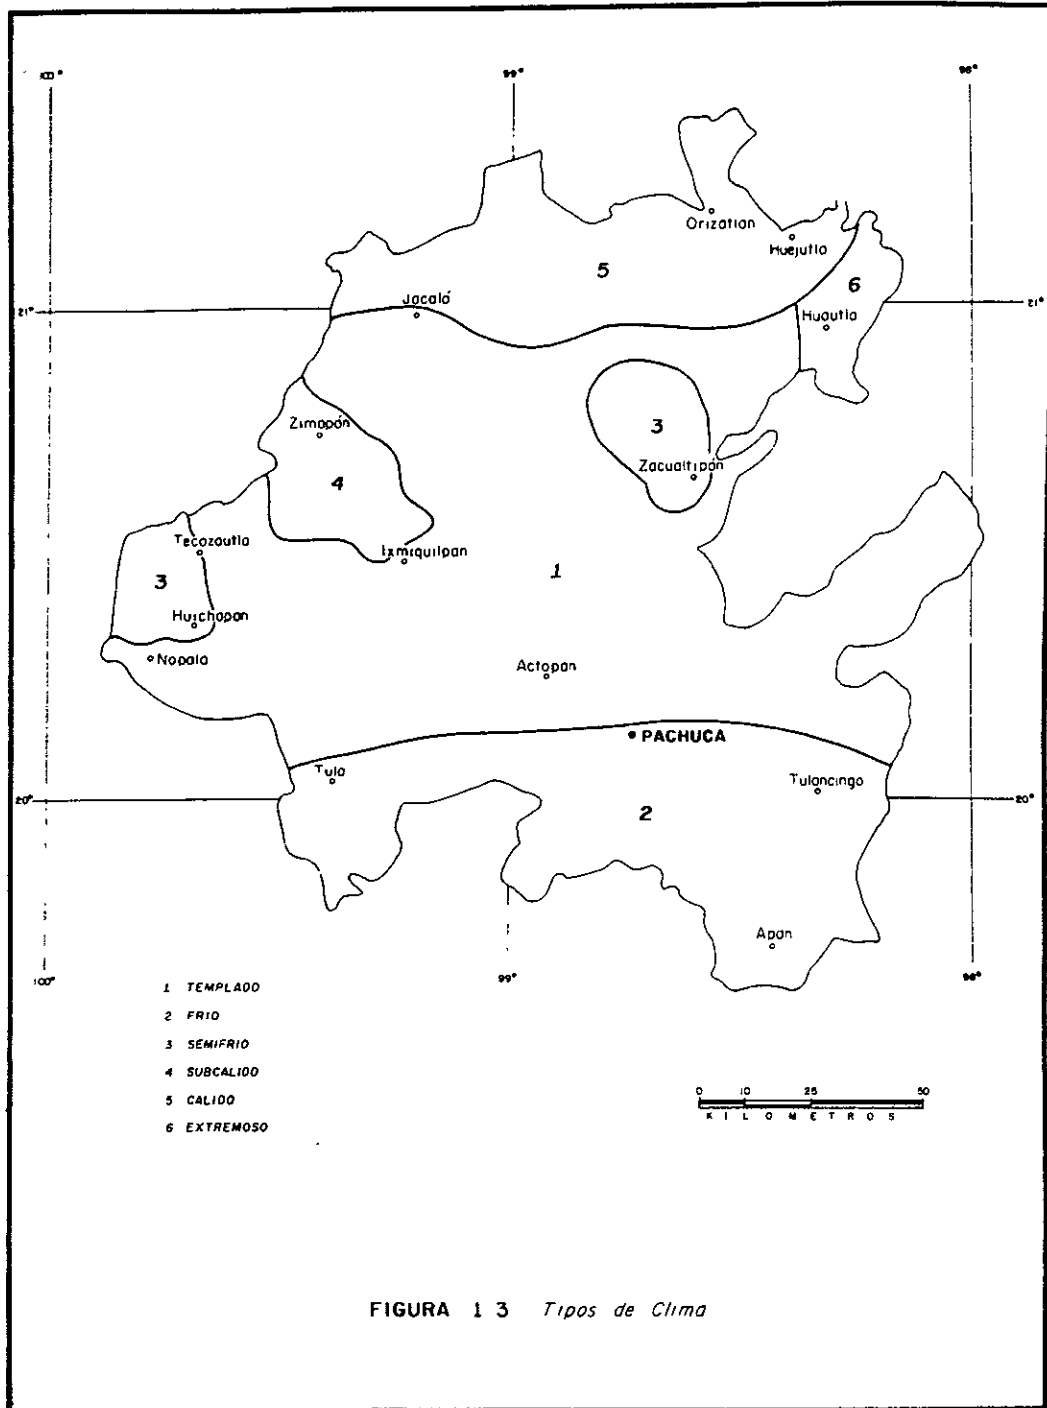 100°
99°
98°
Orizatlan
Huejutla
5
6
Jacalá
21°
21°
Huautla
Zimapán
3
Zacualtipán
4
Tecozautla
Ixmiquilpan
1
3
Huichapan
Nopala
Actopan
PACHUCA
Tula
Tulancingo
20°
20°
2
Apan
100°
99°
98°
1 TEMPLADO
2 FRIO
3 SEMIFRIO
4 SUBCALIDO
5 CALIDO
6 EXTREMOSO
0 10 25 50
KILOMETROS
FIGURA 1 3 Tipos de Clima